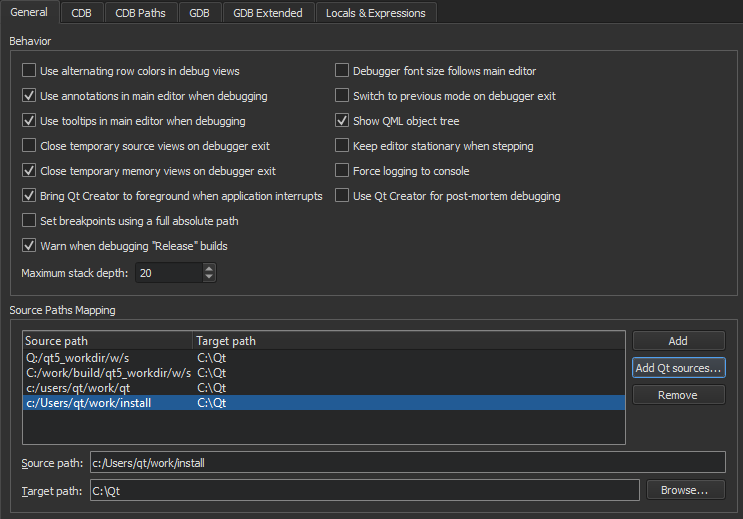 General CDB CDB Paths GDB GDB Extended Locals & Expressions
Behavior
Use alternating row colors in debug views Debugger font size follows main editor
Use annotations in main editor when debugging Switch to previous mode on debugger exit
Use tooltips in main editor when debugging Show QML object tree
Close temporary source views on debugger exit Keep editor stationary when stepping
Close temporary memory views on debugger exit Force logging to console
Bring Qt Creator to foreground when application interrupts Use Qt Creator for post-mortem debugging
Set breakpoints using a full absolute path
Warn when debugging "Release" builds
Maximum stack depth: 20
Source Paths Mapping
Source path Target path Add
Q:/qt5_workdir/w/s C:\Qt
C:/work/build/qt5_workdir/w/s C:\Qt Add Qt sources...
c:/users/qt/work/qt C:\Qt
c:/Users/qt/work/install C:\Qt Remove
Source path: c:/Users/qt/work/install
Target path: C:\Qt Browse...